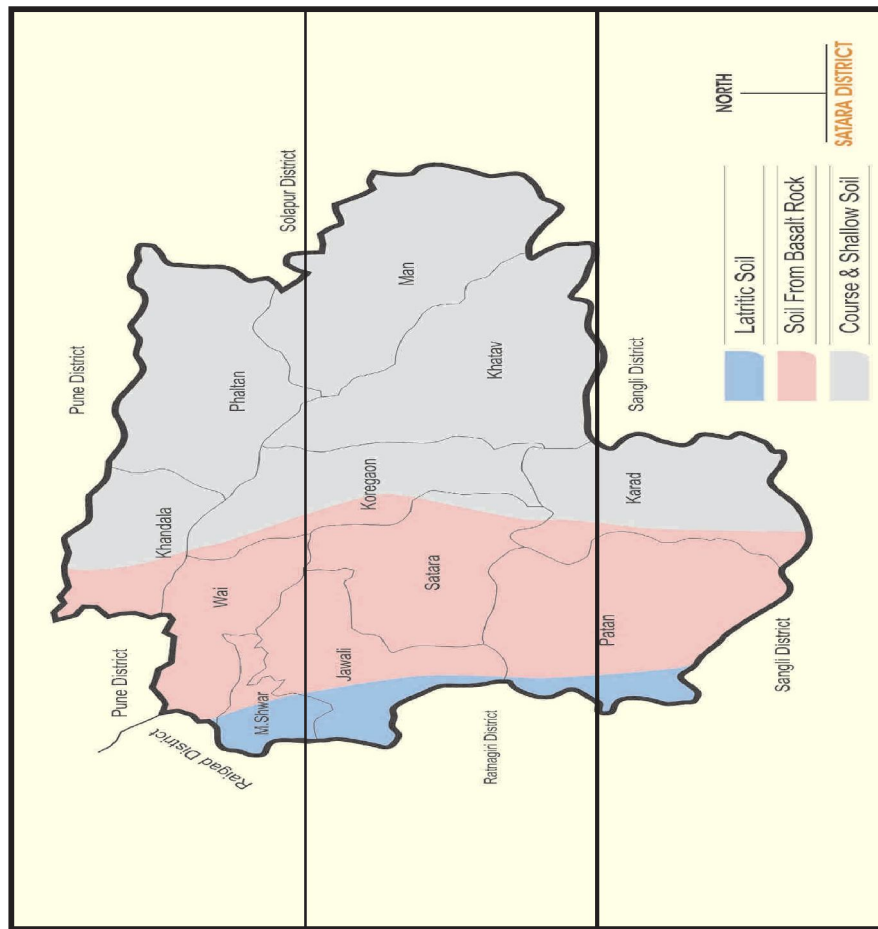 Pune District
Solapur District
Pune District
Raigad District
Khandala
Phaltan
Man
Wai
Koregaon
Khatav
M.Shwar
Jawali
Satara
Karad
Patan
Ratnagiri District
Sangli District
Sangli District
NORTH
SATARA DISTRICT
Latritic Soil
Soil From Basalt Rock
Course & Shallow Soil